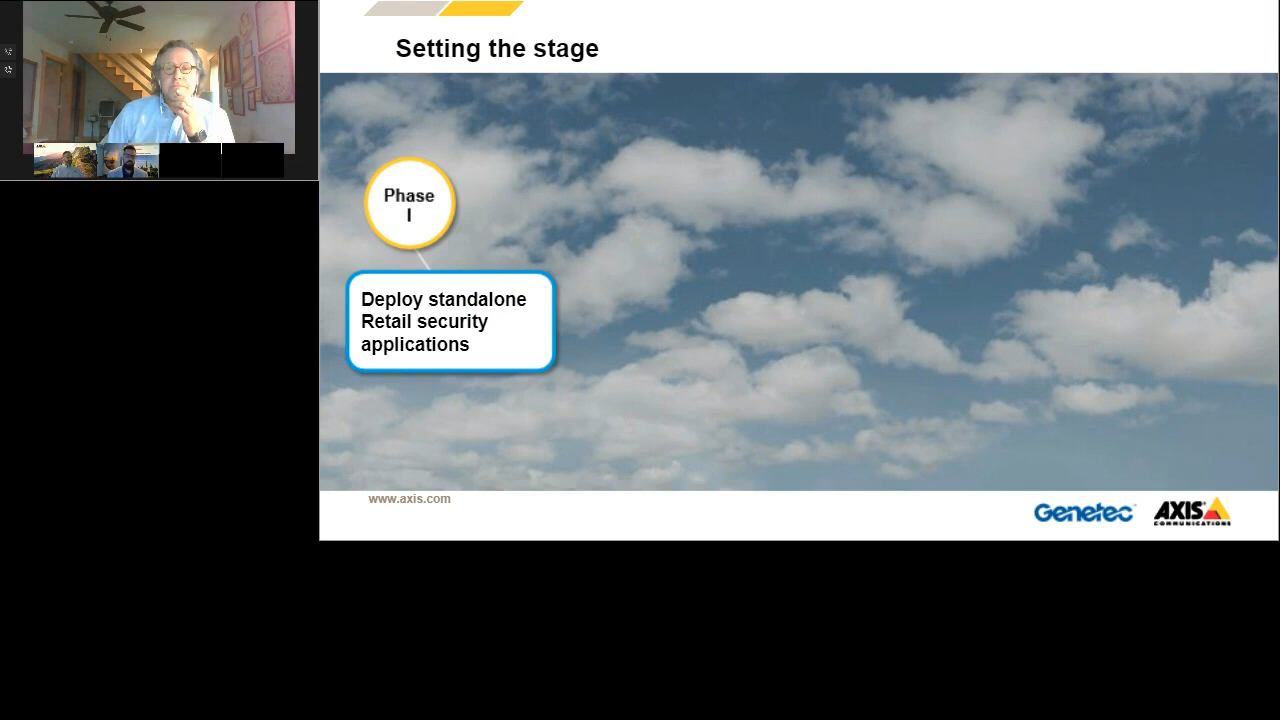 Setting the stage
Phase
I
Deploy standalone
Retail security
applications
www.axis.com
Genetec
AXIS
COMMUNICATIONS